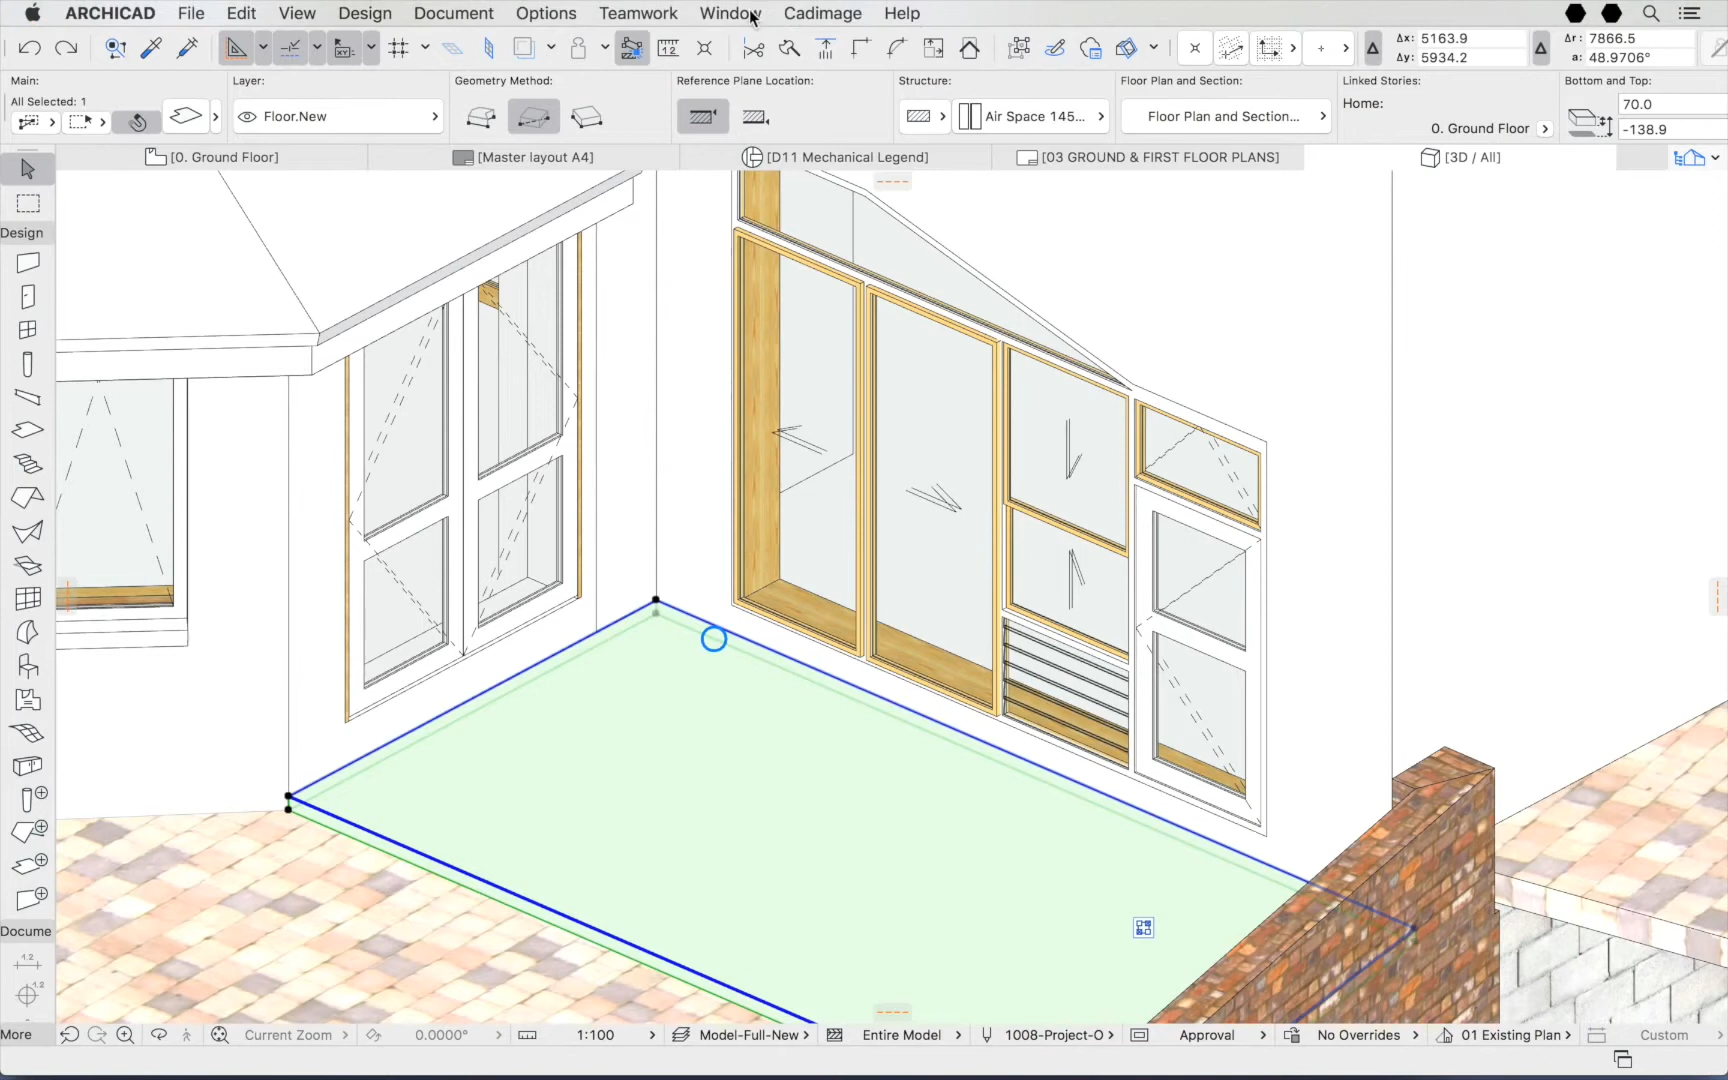 ARCHICAD File Edit View Design Document Options Teamwork Window Cadimage Help
Δx: 5163.9 Δr: 7866.5
Δy: 5934.2 a: 48.9706°
Main: Layer: Geometry Method: Reference Plane Location: Structure: Floor Plan and Section: Linked Stories: Bottom and Top:
All Selected: 1
Home:
70.0
Floor.New
Air Space 145...
Floor Plan and Section...
0. Ground Floor
-138.9
[0. Ground Floor] [Master layout A4] [D11 Mechanical Legend] [03 GROUND & FIRST FLOOR PLANS] [3D / All]
Design
Docume
1.2
1.2
More
Current Zoom 0.0000° 1:100 Model-Full-New Entire Model 1008-Project-O Approval No Overrides 01 Existing Plan Custom